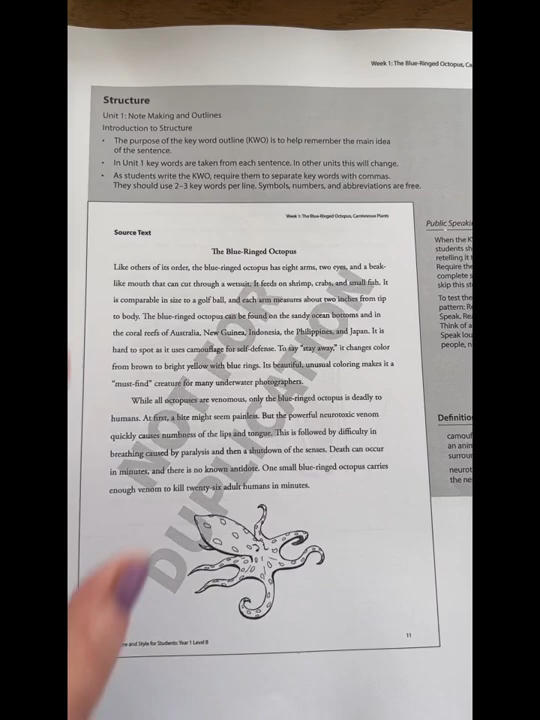 Week 1: The Blue-Ringed Octopus,
Structure
Unit 1: Note Making and Outlines
Introduction to Structure
• The purpose of the key word outline (KWO) is to help remember the main idea
of the sentence.
• In Unit 1 key words are taken from each sentence. In other units this will change.
• As students write the KWO, require them to separate key words with commas.
They should use 2–3 key words per line. Symbols, numbers, and abbreviations are free.
Week 1: The Blue-Ringed Octopus, Carnivorous Plants
Source Text
The Blue-Ringed Octopus
Like others of its order, the blue-ringed octopus has eight arms, two eyes, and a beak-
like mouth that can cut through a wetsuit. It feeds on shrimp, crabs, and small fish. It
is comparable in size to a golf ball, and each arm measures about two inches from tip
to body. The blue-ringed octopus can be found on the sandy ocean bottoms and in
the coral reefs of Australia, New Guinea, Indonesia, the Philippines, and Japan. It is
hard to spot as it uses camouflage for self-defense. To say "stay away," it changes color
from brown to bright yellow with blue rings. Its beautiful, unusual coloring makes it a
"must-find" creature for many underwater photographers.
While all octopuses are venomous, only the blue-ringed octopus is deadly to
humans. At first, a bite might seem painless. But the powerful neurotoxic venom
quickly causes numbness of the lips and tongue. This is followed by difficulty in
breathing caused by paralysis and then a shutdown of the senses. Death can occur
in minutes, and there is no known antidote. One small blue-ringed octopus carries
enough venom to kill twenty-six adult humans in minutes.
NOT FOR
DUPLICATION
and Style for Students: Year 1 Level B
11
Public
When the
students
retelling it
Require the
complete
skip this
To test the
pattern:
Speak,
Think of a
Speak
people,
the